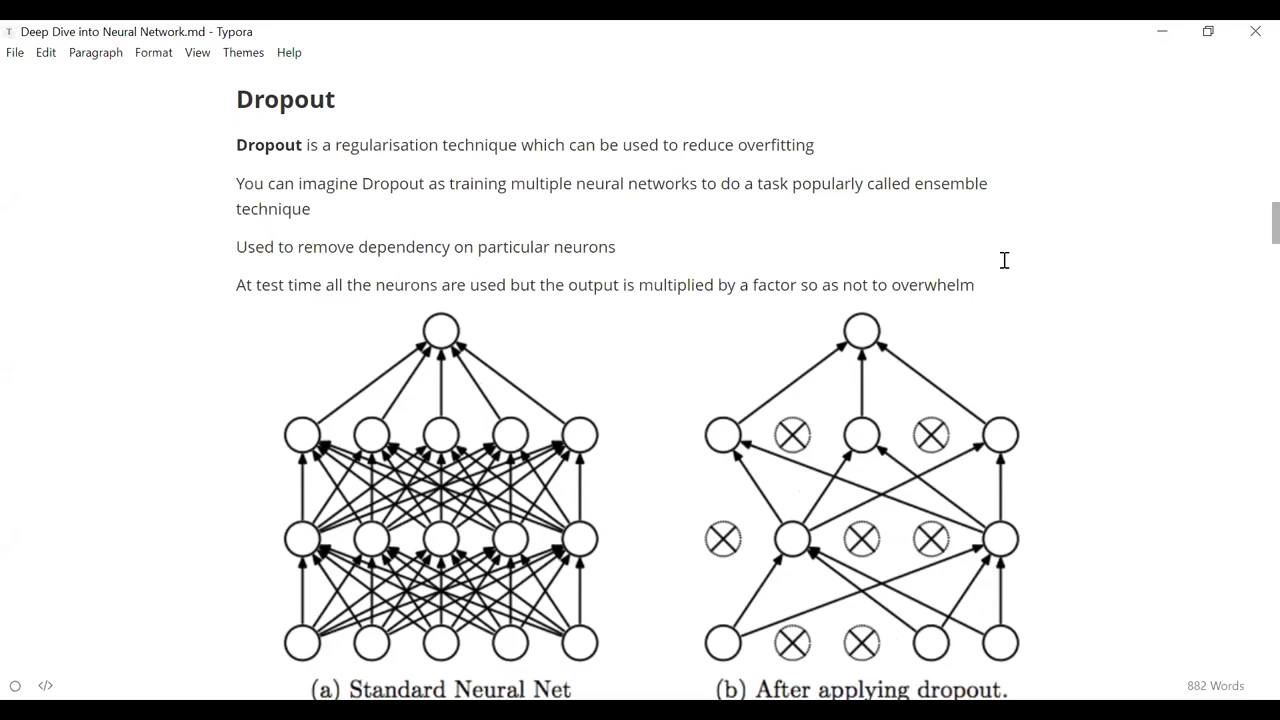 Deep Dive into Neural Network.md - Typora
File Edit Paragraph Format View Themes Help
Dropout
Dropout is a regularisation technique which can be used to reduce overfitting
You can imagine Dropout as training multiple neural networks to do a task popularly called ensemble
technique
Used to remove dependency on particular neurons
At test time all the neurons are used but the output is multiplied by a factor so as not to overwhelm
(a) Standard Neural Net (b) After applying dropout.
882 Words